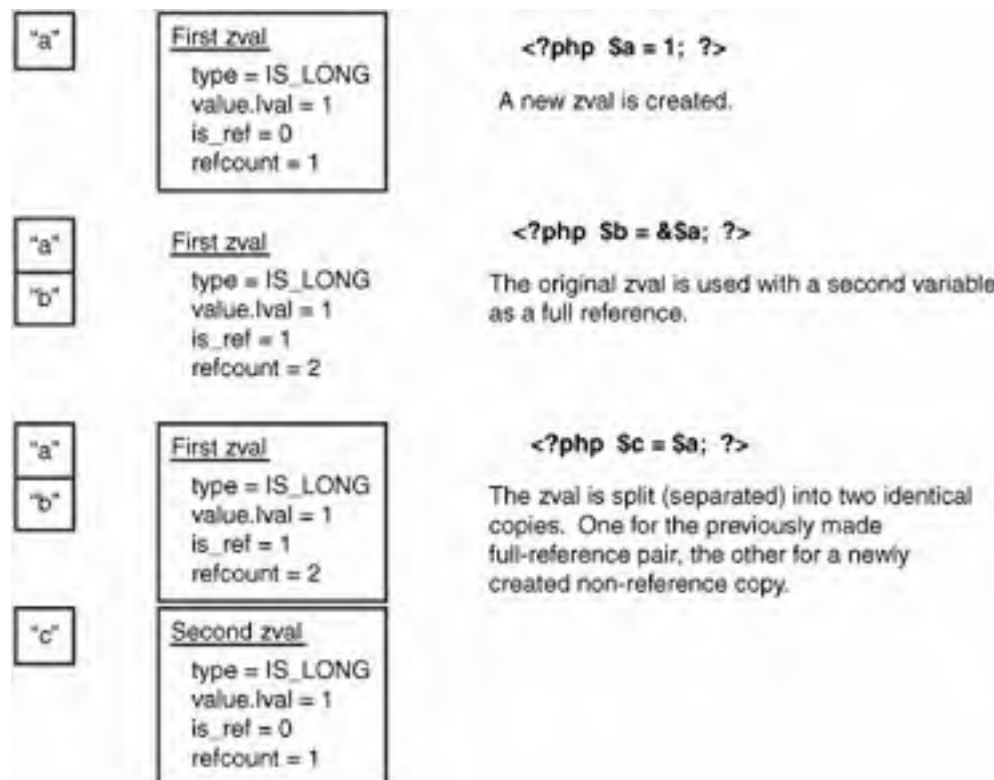 "a"
First zval
type = IS_LONG
value.lval = 1
is_ref = 0
refcount = 1
<?php $a = 1; ?>
A new zval is created.
"a"
"b"
First zval
type = IS_LONG
value.lval = 1
is_ref = 1
refcount = 2
<?php $b = &$a; ?>
The original zval is used with a second variable
as a full reference.
"a"
"b"
First zval
type = IS_LONG
value.lval = 1
is_ref = 1
refcount = 2
<?php $c = $a; ?>
The zval is split (separated) into two identical
copies. One for the previously made
full-reference pair, the other for a newly
created non-reference copy.
"c"
Second zval
type = IS_LONG
value.lval = 1
is_ref = 0
refcount = 1